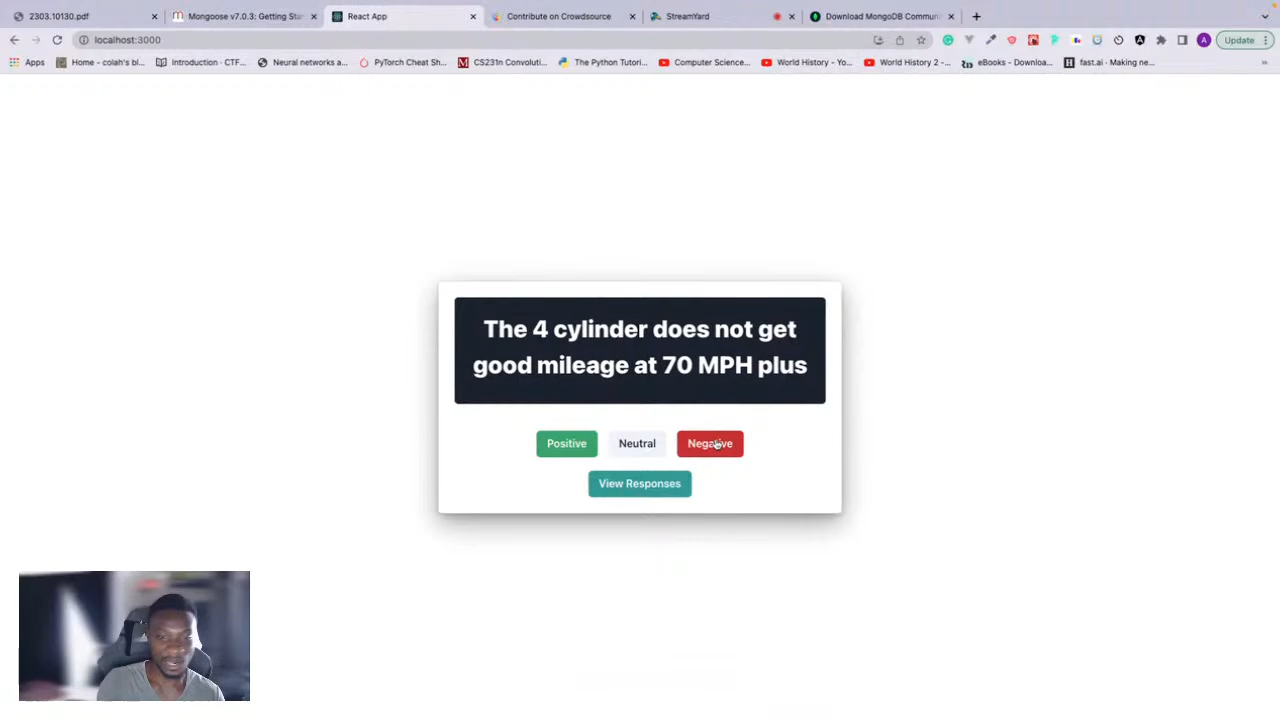 2303.10130.pdf
Mongoose v7.0.3: Getting Sta
React App
Contribute on Crowdsource
StreamYard
Download MongoDB Commun
localhost:3000
A
Update
Apps
Home - colah's bl...
Introduction · CTF...
Neural networks a...
PyTorch Cheat Sh...
CS231n Convoluti...
The Python Tutori...
Computer Science...
World History - Yo...
World History 2 -...
eBooks - Downloa...
fast.ai · Making ne...
The 4 cylinder does not get
good mileage at 70 MPH plus
Positive
Neutral
Negative
View Responses